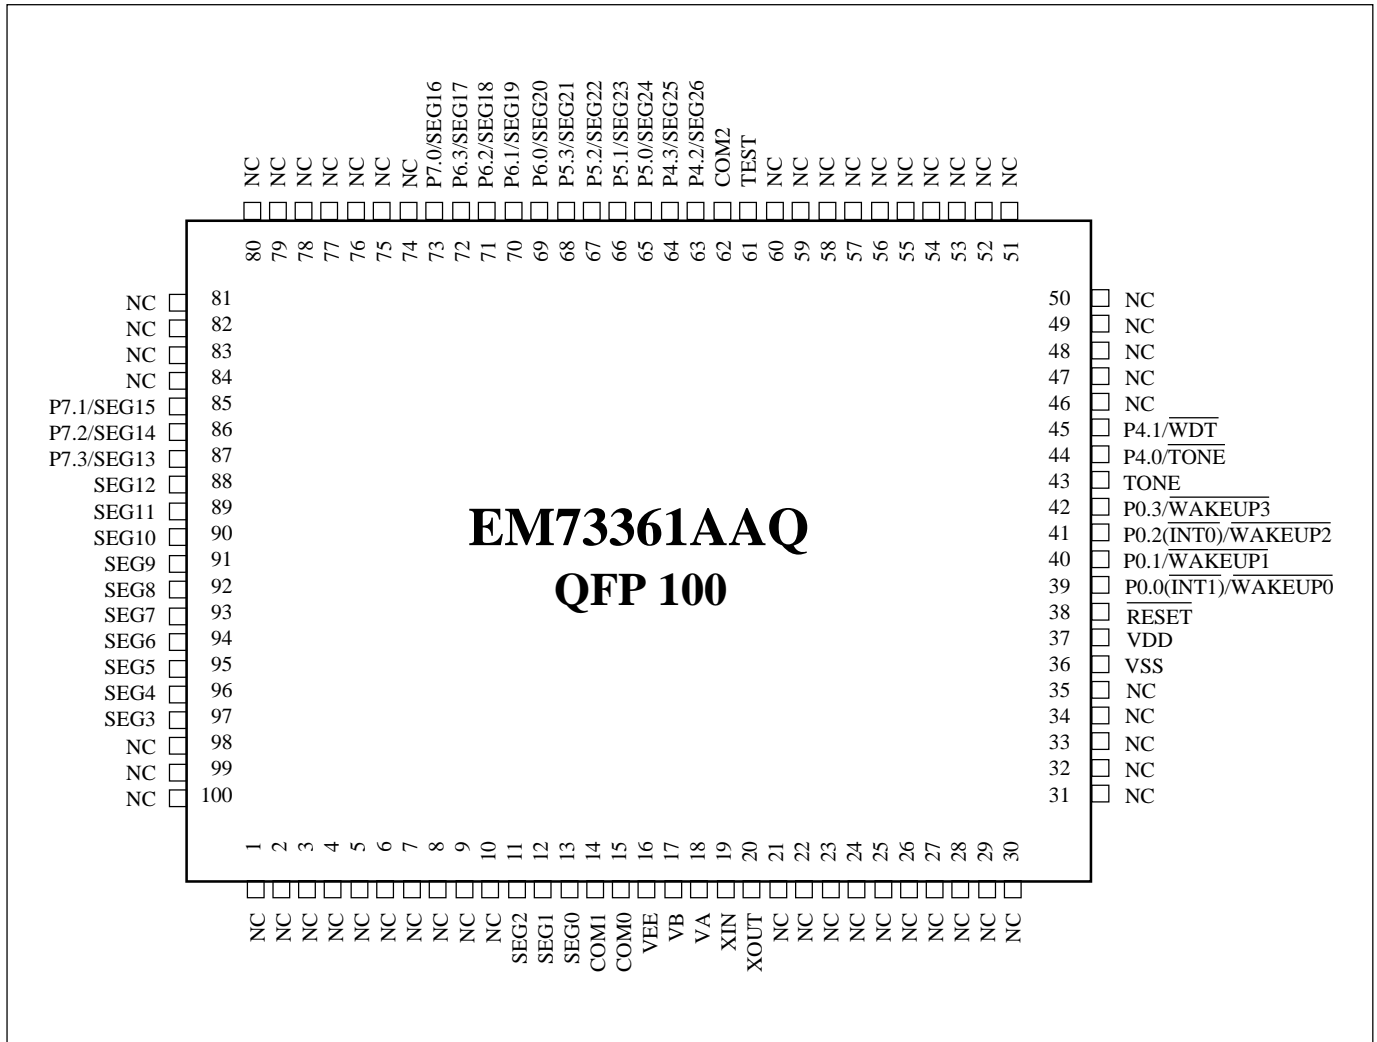 NC NC NC NC NC NC NC P7.0/SEG16 P6.3/SEG17 P6.2/SEG18 P6.1/SEG19 P6.0/SEG20 P5.3/SEG21 P5.2/SEG22 P5.1/SEG23 P5.0/SEG24 P4.3/SEG25 P4.2/SEG26 COM2 TEST NC NC NC NC NC NC NC NC NC NC
80 79 78 77 76 75 74 73 72 71 70 69 68 67 66 65 64 63 62 61 60 59 58 57 56 55 54 53 52 51
NC 81
NC 82
NC 83
NC 84
P7.1/SEG15 85
P7.2/SEG14 86
P7.3/SEG13 87
SEG12 88
SEG11 89
SEG10 90
SEG9 91
SEG8 92
SEG7 93
SEG6 94
SEG5 95
SEG4 96
SEG3 97
NC 98
NC 99
NC 100
EM73361AAQ
QFP 100
50 NC
49 NC
48 NC
47 NC
46 NC
45 P4.1/W̅D̅T̅
44 P4.0/T̅O̅N̅E̅
43 TONE
42 P0.3/W̅A̅K̅E̅U̅P̅3̅
41 P0.2(I̅N̅T̅0̅)/W̅A̅K̅E̅U̅P̅2̅
40 P0.1/W̅A̅K̅E̅U̅P̅1̅
39 P0.0(I̅N̅T̅1̅)/W̅A̅K̅E̅U̅P̅0̅
38 R̅E̅S̅E̅T̅
37 VDD
36 VSS
35 NC
34 NC
33 NC
32 NC
31 NC
1 2 3 4 5 6 7 8 9 10 11 12 13 14 15 16 17 18 19 20 21 22 23 24 25 26 27 28 29 30
NC NC NC NC NC NC NC NC NC NC SEG2 SEG1 SEG0 COM1 COM0 VEE VB VA XIN XOUT NC NC NC NC NC NC NC NC NC NC